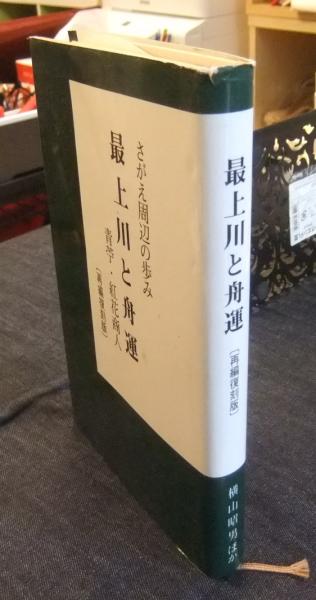 さがえ周辺の歩み
最上川と舟運
青苧・紅花商人
［再編復刻版］
最上川と舟運
［再編復刻版］
横山昭男ほか